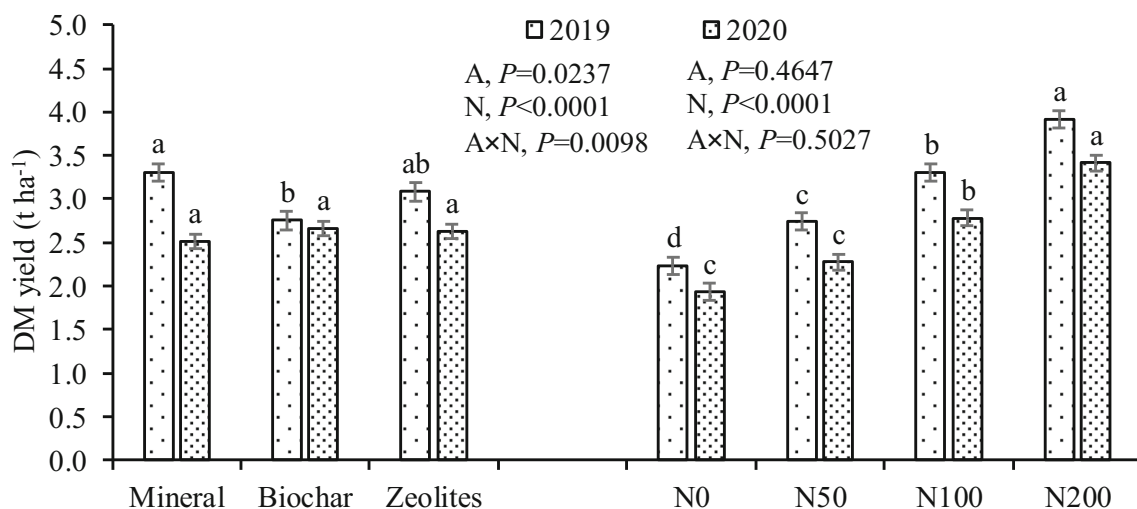 5.0
4.5
4.0
3.5
3.0
2.5
2.0
1.5
1.0
0.5
0.0
DM yield (t ha⁻¹)
2019 2020
A, P=0.0237 A, P=0.4647
N, P<0.0001 N, P<0.0001
A×N, P=0.0098 A×N, P=0.5027
a a b a ab a d c c c b b a a
Mineral Biochar Zeolites N0 N50 N100 N200